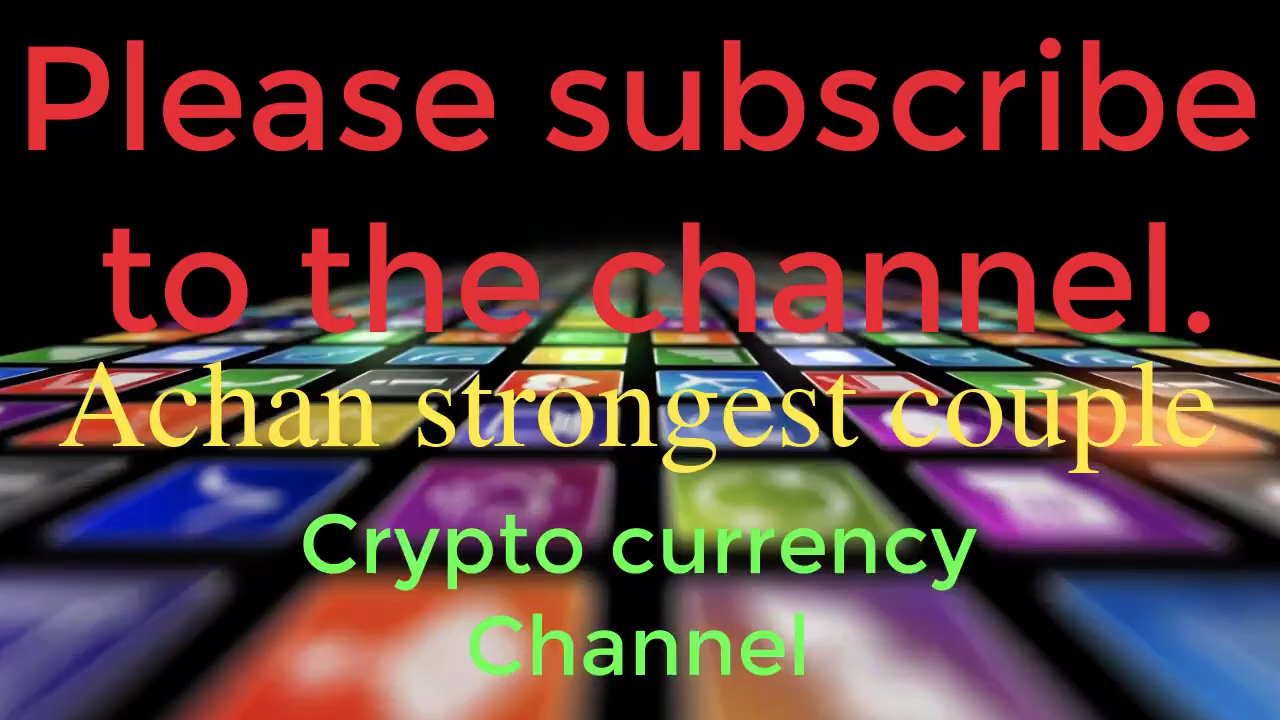 Please subscribe
to the channel.
Achan strongest couple
Crypto currency
Channel